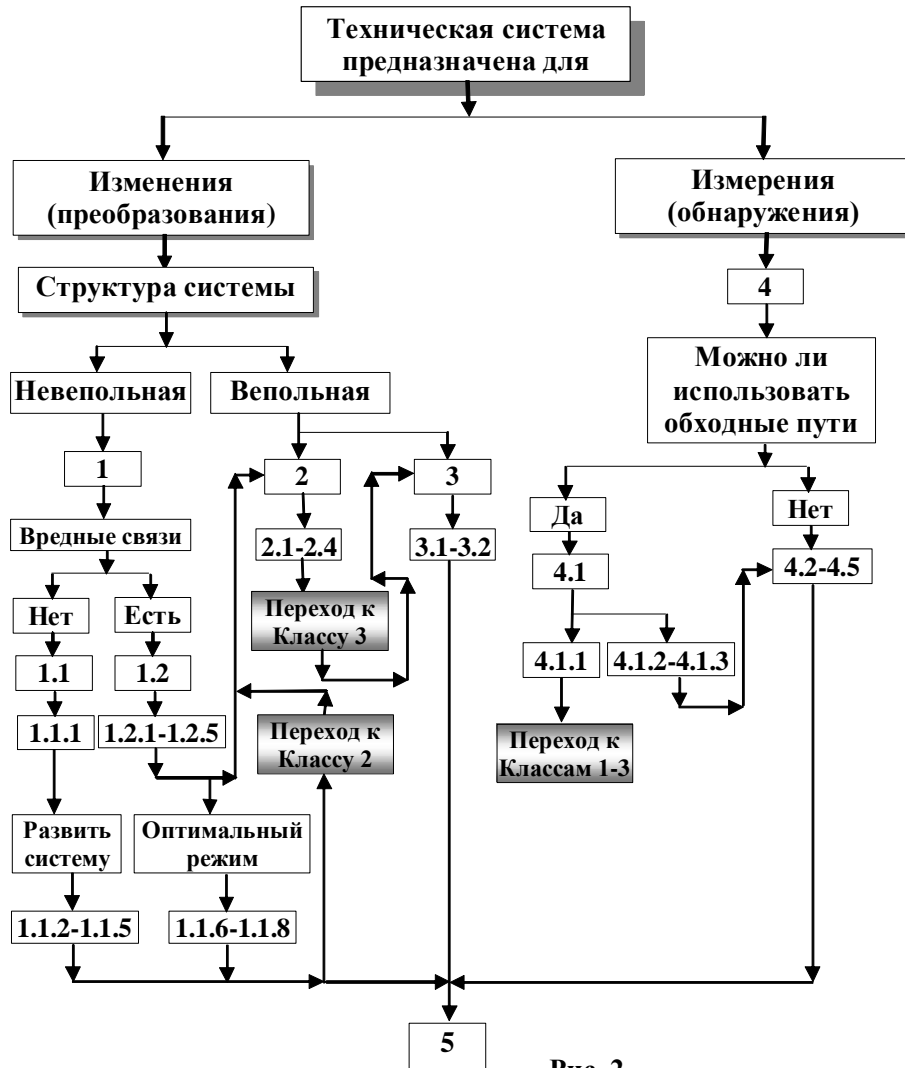 Техническая система
предназначена для
Изменения
(преобразования)
Измерения
(обнаружения)
Структура системы
4
Можно ли
использовать
обходные пути
Невепольная
Вепольная
1
2
3
Да
Нет
Вредные связи
2.1-2.4
3.1-3.2
4.1
4.2-4.5
Нет
Есть
Переход к
Классу 3
1.1
1.2
4.1.1
4.1.2-4.1.3
1.1.1
1.2.1-1.2.5
Переход к
Классу 2
Переход к
Классам 1-3
Развить
систему
Оптимальный
режим
1.1.2-1.1.5
1.1.6-1.1.8
5